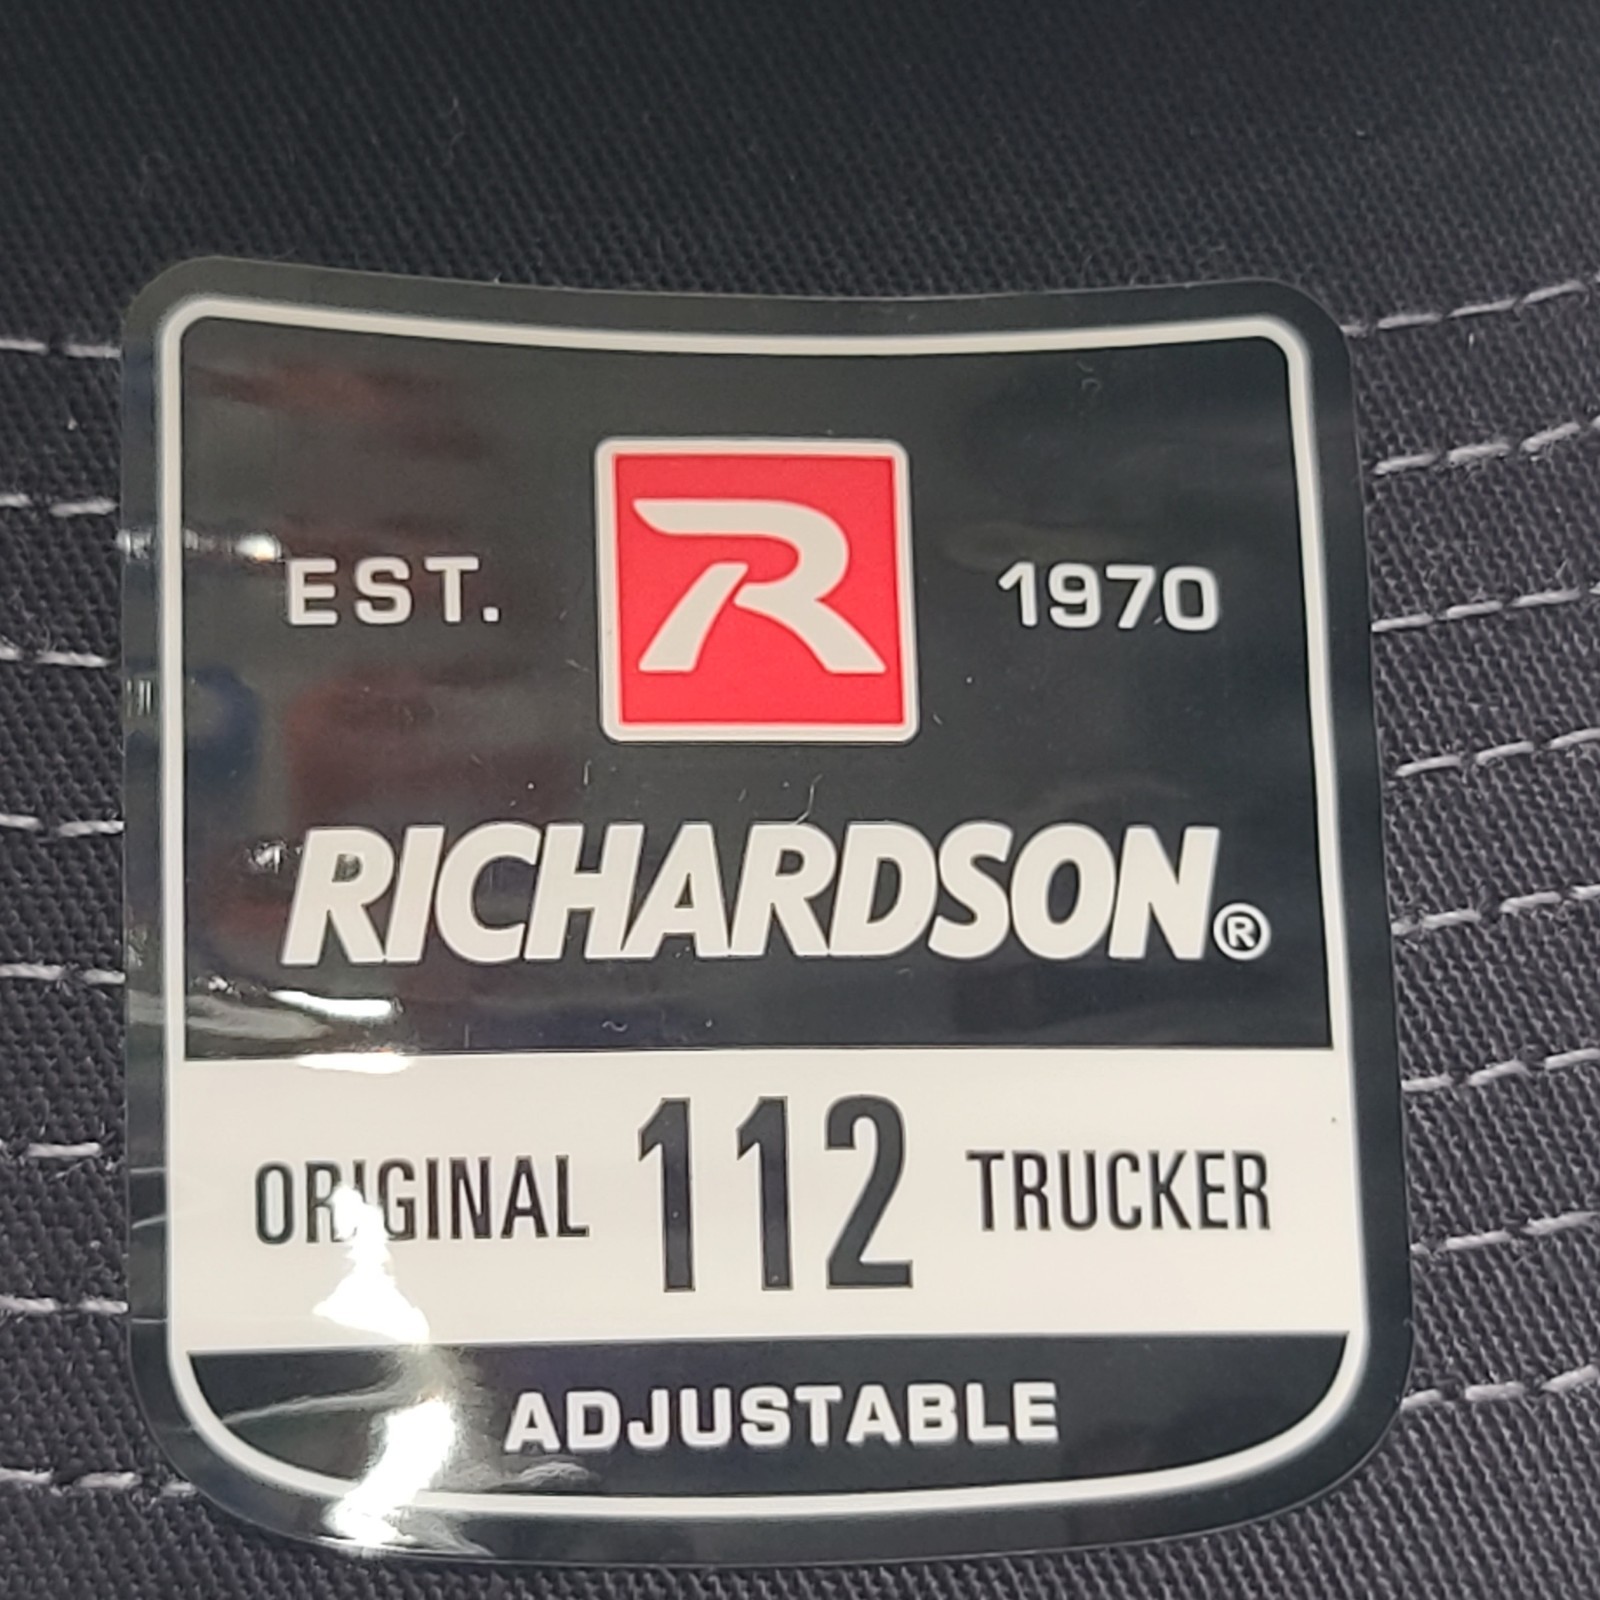 EST. R 1970
RICHARDSON®
ORIGINAL 112 TRUCKER
ADJUSTABLE